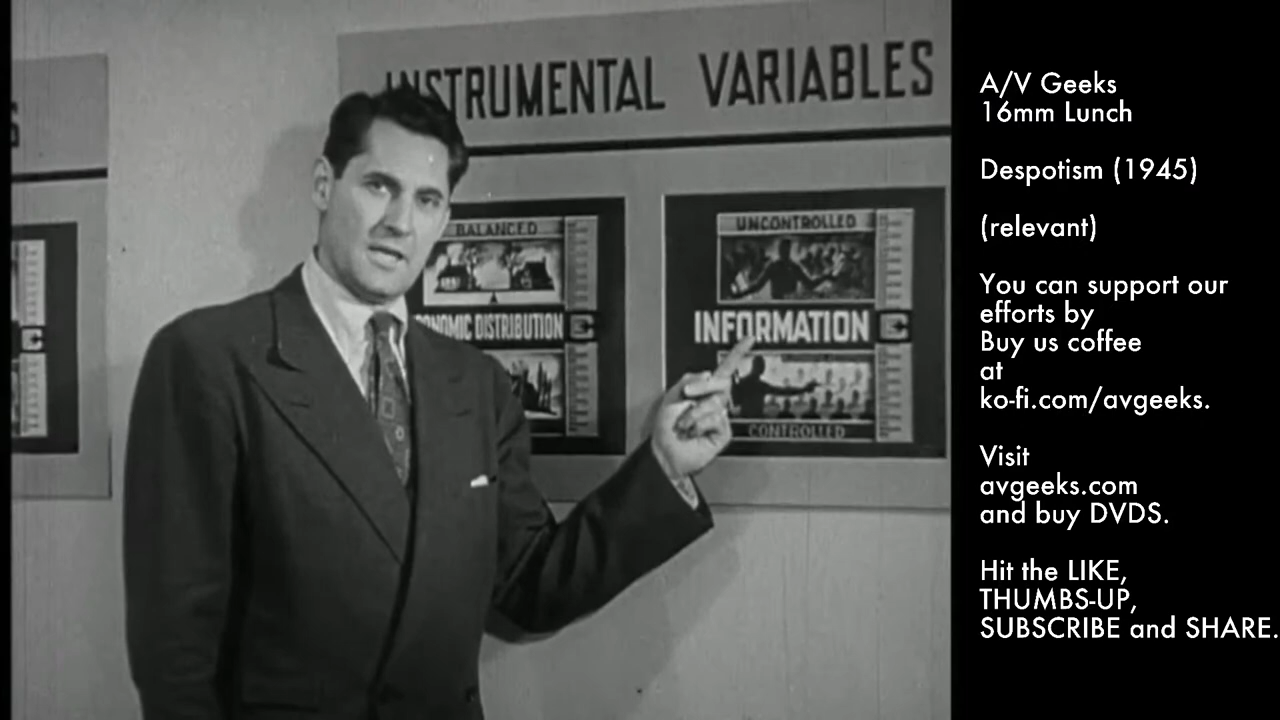 INSTRUMENTAL VARIABLES
BALANCED
ECONOMIC DISTRIBUTION
UNCONTROLLED
INFORMATION
CONTROLLED
A/V Geeks
16mm Lunch
Despotism (1945)
(relevant)
You can support our
efforts by
Buy us coffee
at
ko-fi.com/avgeeks.
Visit
avgeeks.com
and buy DVDS.
Hit the LIKE,
THUMBS-UP,
SUBSCRIBE and SHARE.